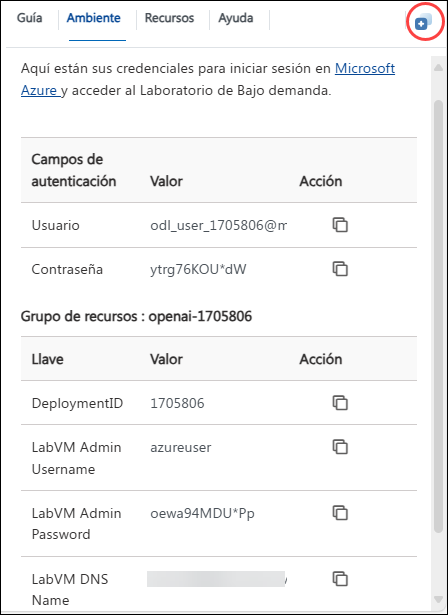 Guía Ambiente Recursos Ayuda
Aquí están sus credenciales para iniciar sesión en Microsoft
Azure y acceder al Laboratorio de Bajo demanda.
Campos de
autenticación Valor Acción
Usuario odl_user_1705806@m
Contraseña ytrg76KOU*dW
Grupo de recursos : openai-1705806
Llave Valor Acción
DeploymentID 1705806
LabVM Admin azureuser
Username
LabVM Admin oewa94MDU*Pp
Password
LabVM DNS
Name